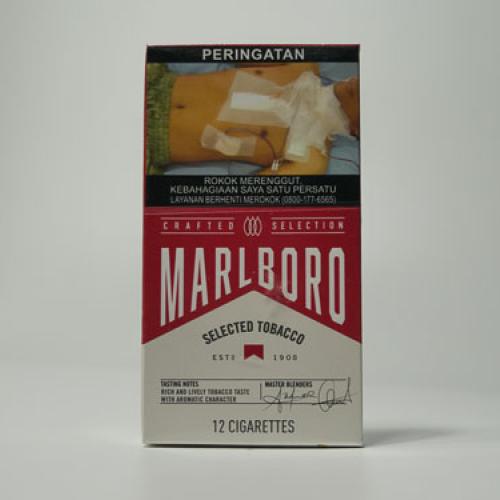 PERINGATAN
ROKOK MERENGGUT
KEBAHAGIAAN SAYA SATU PERSATU
LAYANAN BERHENTI MEROKOK (0800-177-6565)
CRAFTED SELECTION
MARLBORO
SELECTED TOBACCO
ESTD 1908
TASTING NOTES
RICH AND LIVELY TOBACCO TASTE
WITH AROMATIC CHARACTER
MASTER BLENDERS
12 CIGARETTES